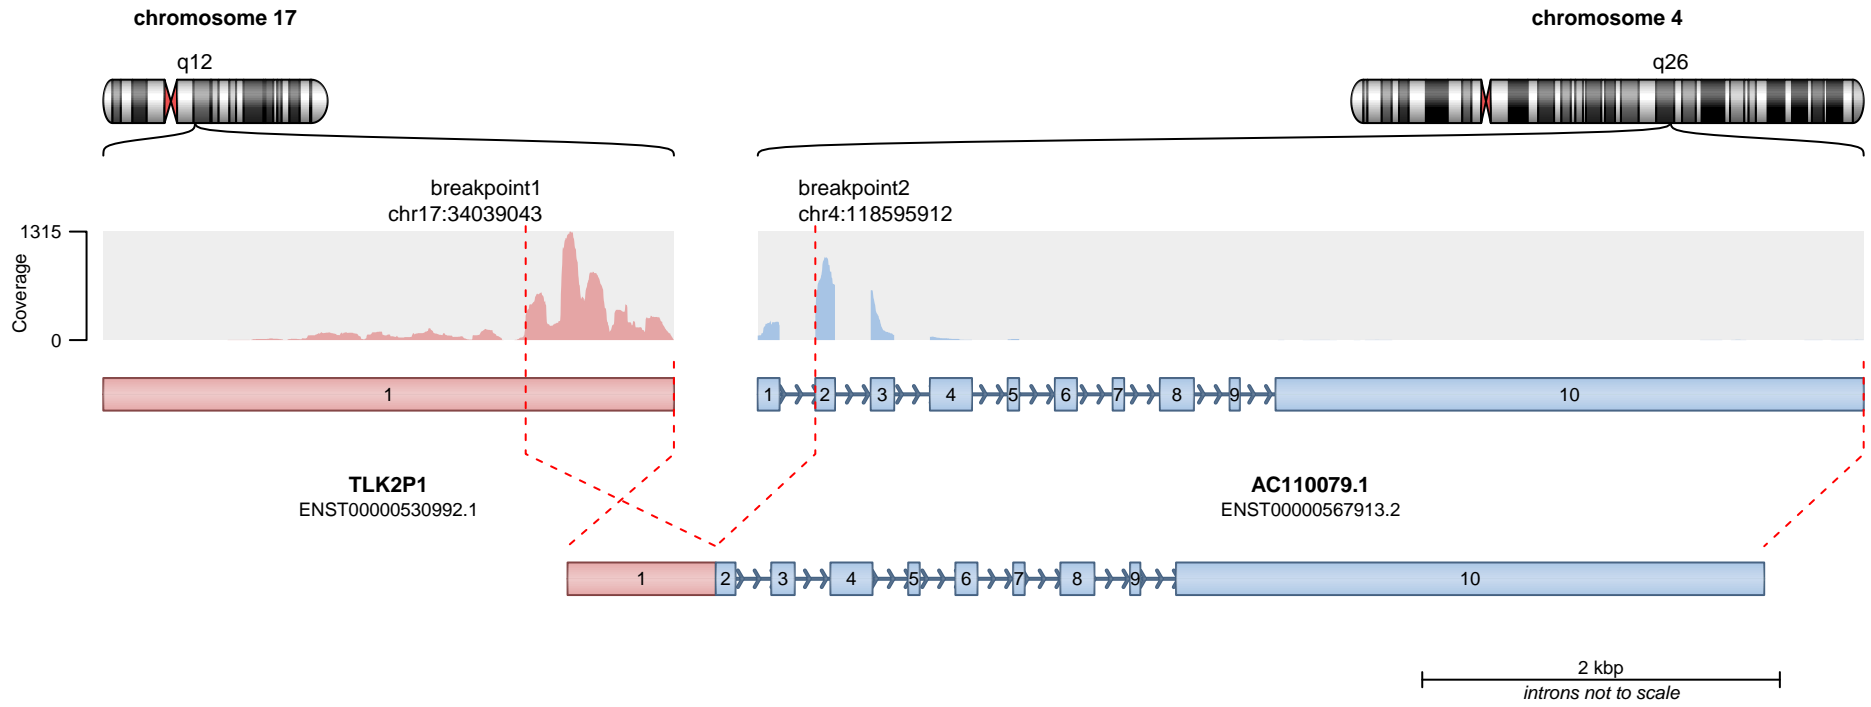 chromosome 17
chromosome 4
q12
q26
breakpoint1
chr17:34039043
breakpoint2
chr4:118595912
1315
0
Coverage
1
1 2 3 4 5 6 7 8 9 10
TLK2P1
ENST00000530992.1
AC110079.1
ENST00000567913.2
1 2 3 4 5 6 7 8 9 10
2 kbp
introns not to scale